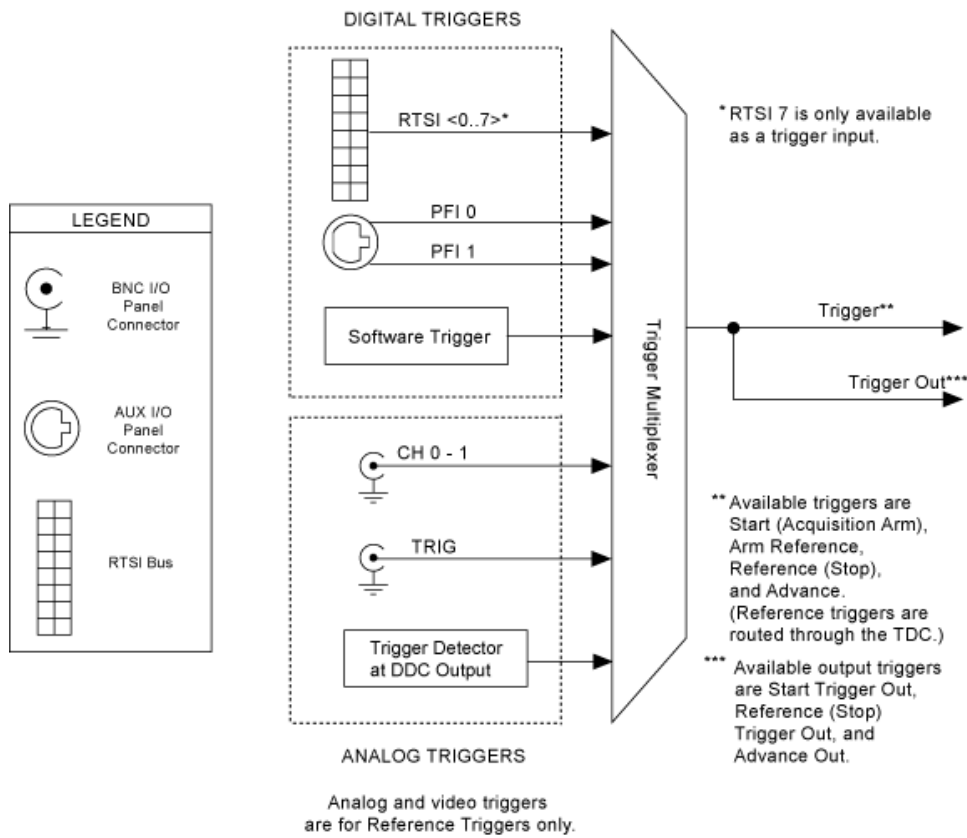 DIGITAL TRIGGERS
RTSI <0..7>*
* RTSI 7 is only available
as a trigger input.
LEGEND
PFI 0
PFI 1
BNC I/O
Panel
Connector
Software Trigger
Trigger Multiplexer
Trigger**
Trigger Out***
AUX I/O
Panel
Connector
CH 0 - 1
TRIG
RTSI Bus
Trigger Detector
at DDC Output
** Available triggers are
Start (Acquisition Arm),
Arm Reference,
Reference (Stop),
and Advance.
(Reference triggers are
routed through the TDC.)
*** Available output triggers
are Start Trigger Out,
Reference (Stop)
Trigger Out, and
Advance Out.
ANALOG TRIGGERS
Analog and video triggers
are for Reference Triggers only.